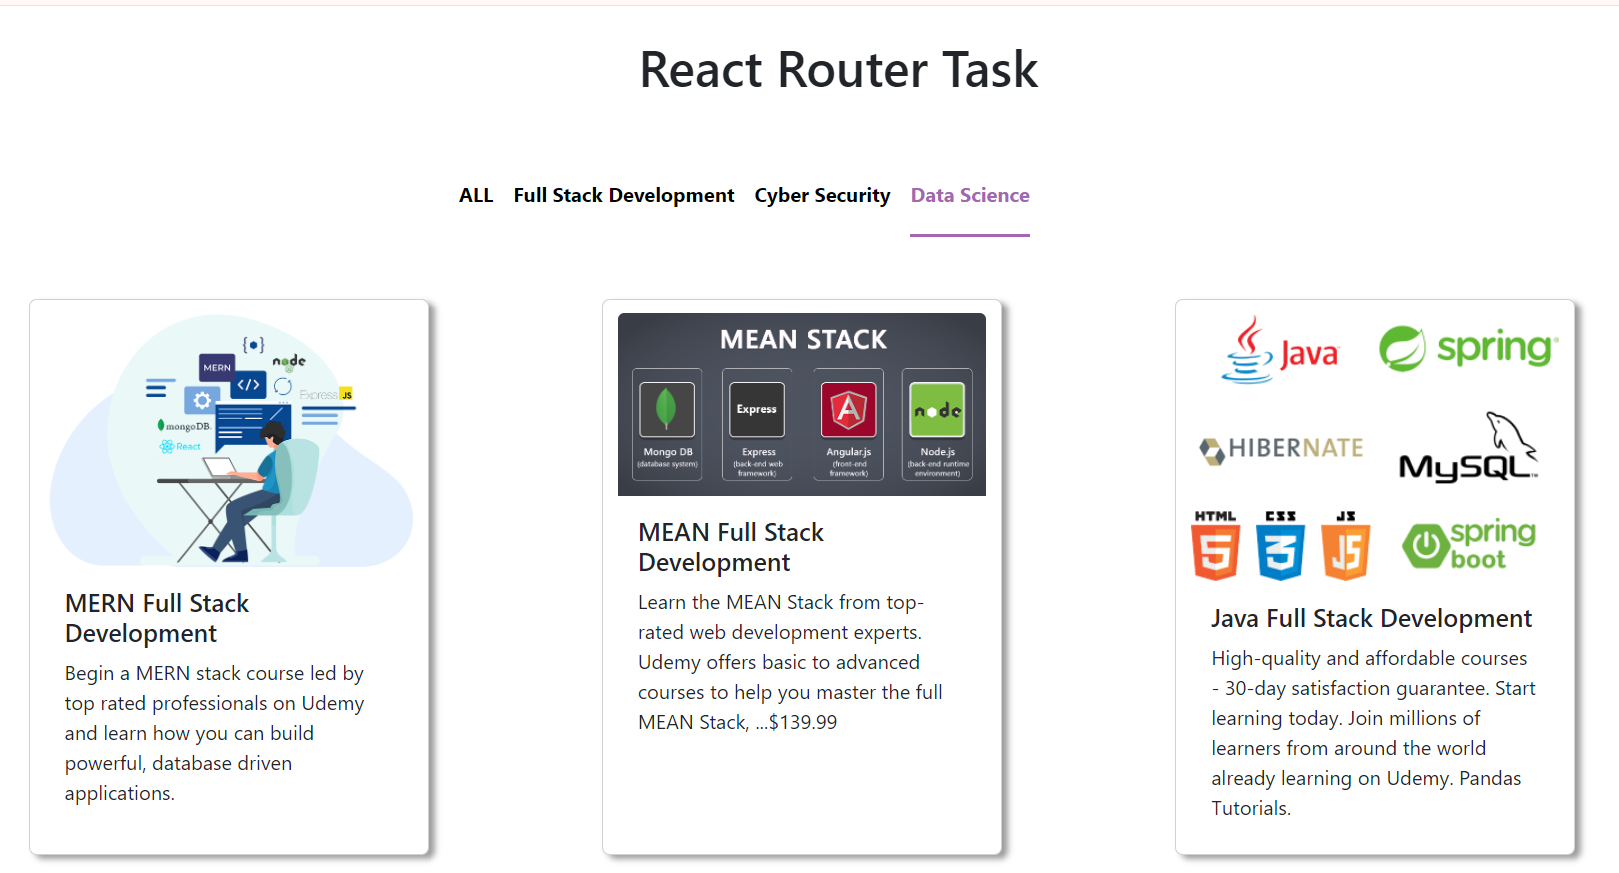 React Router Task
ALL Full Stack Development Cyber Security Data Science
MERN
node
Express JS
mongoDB.
React
MERN Full Stack
Development
Begin a MERN stack course led by
top rated professionals on Udemy
and learn how you can build
powerful, database driven
applications.
MEAN STACK
Express
node
Mongo DB
(database system)
Express
(back-end web
framework)
Angular.js
(front-end
framework)
Node.js
(back-end runtime
environment)
MEAN Full Stack
Development
Learn the MEAN Stack from top-
rated web development experts.
Udemy offers basic to advanced
courses to help you master the full
MEAN Stack, ...$139.99
Java
spring
HIBERNATE
MySQL
HTML CSS JS
5 3 JS
spring
boot
Java Full Stack Development
High-quality and affordable courses
- 30-day satisfaction guarantee. Start
learning today. Join millions of
learners from around the world
already learning on Udemy. Pandas
Tutorials.